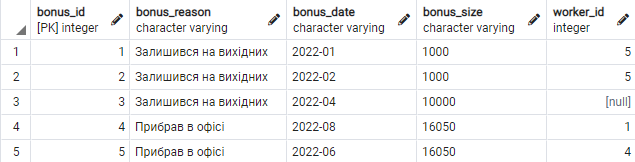 bonus_id bonus_reason bonus_date bonus_size worker_id
[PK] integer character varying character varying character varying integer
1 1 Залишився на вихідних 2022-01 1000 5
2 2 Залишився на вихідних 2022-02 1000 5
3 3 Залишився на вихідних 2022-04 10000 [null]
4 4 Прибрав в офісі 2022-08 16050 1
5 5 Прибрав в офісі 2022-06 16050 4